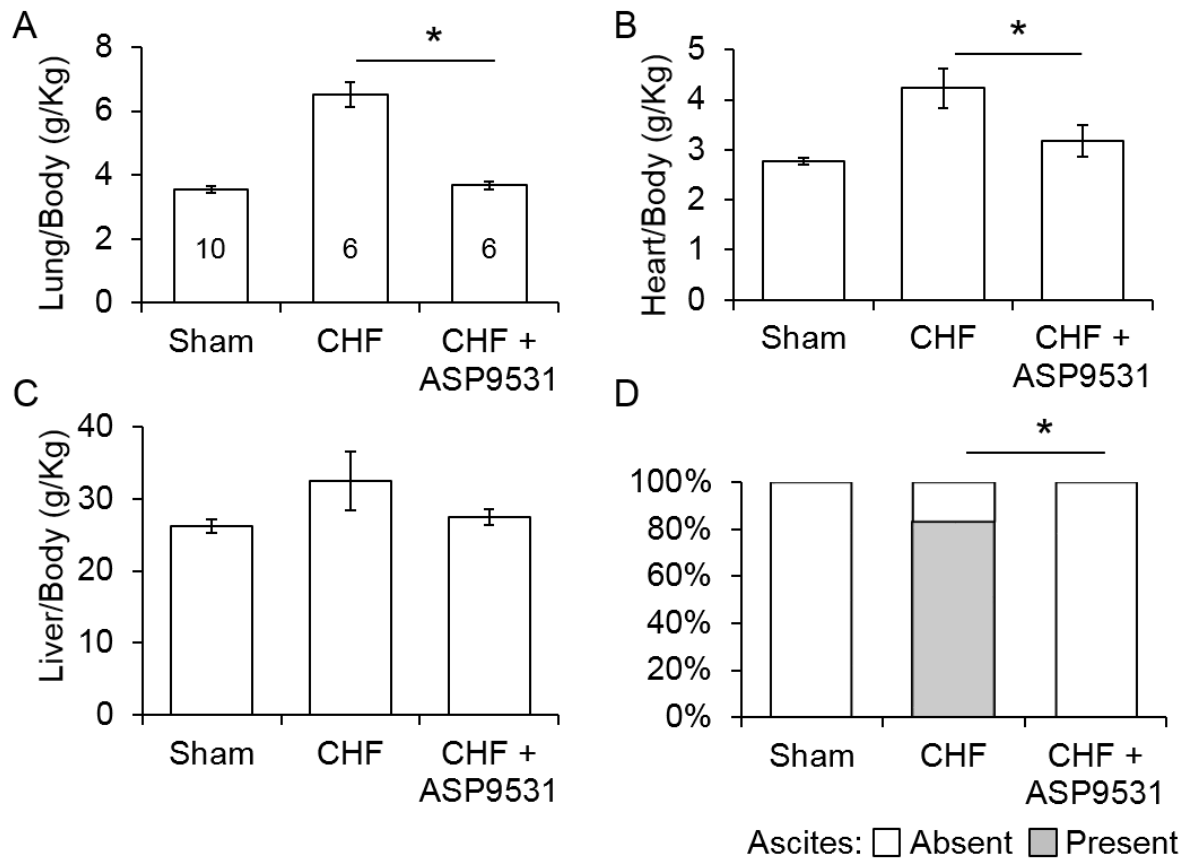 A
Lung/Body (g/Kg)
8
6
4
2
0
10
6
6
*
Sham
CHF
CHF +
ASP9531
B
Heart/Body (g/Kg)
5
4
3
2
1
0
*
Sham
CHF
CHF +
ASP9531
C
Liver/Body (g/Kg)
40
30
20
10
0
Sham
CHF
CHF +
ASP9531
D
100%
80%
60%
40%
20%
0%
*
Sham
CHF
CHF +
ASP9531
Ascites: Absent Present